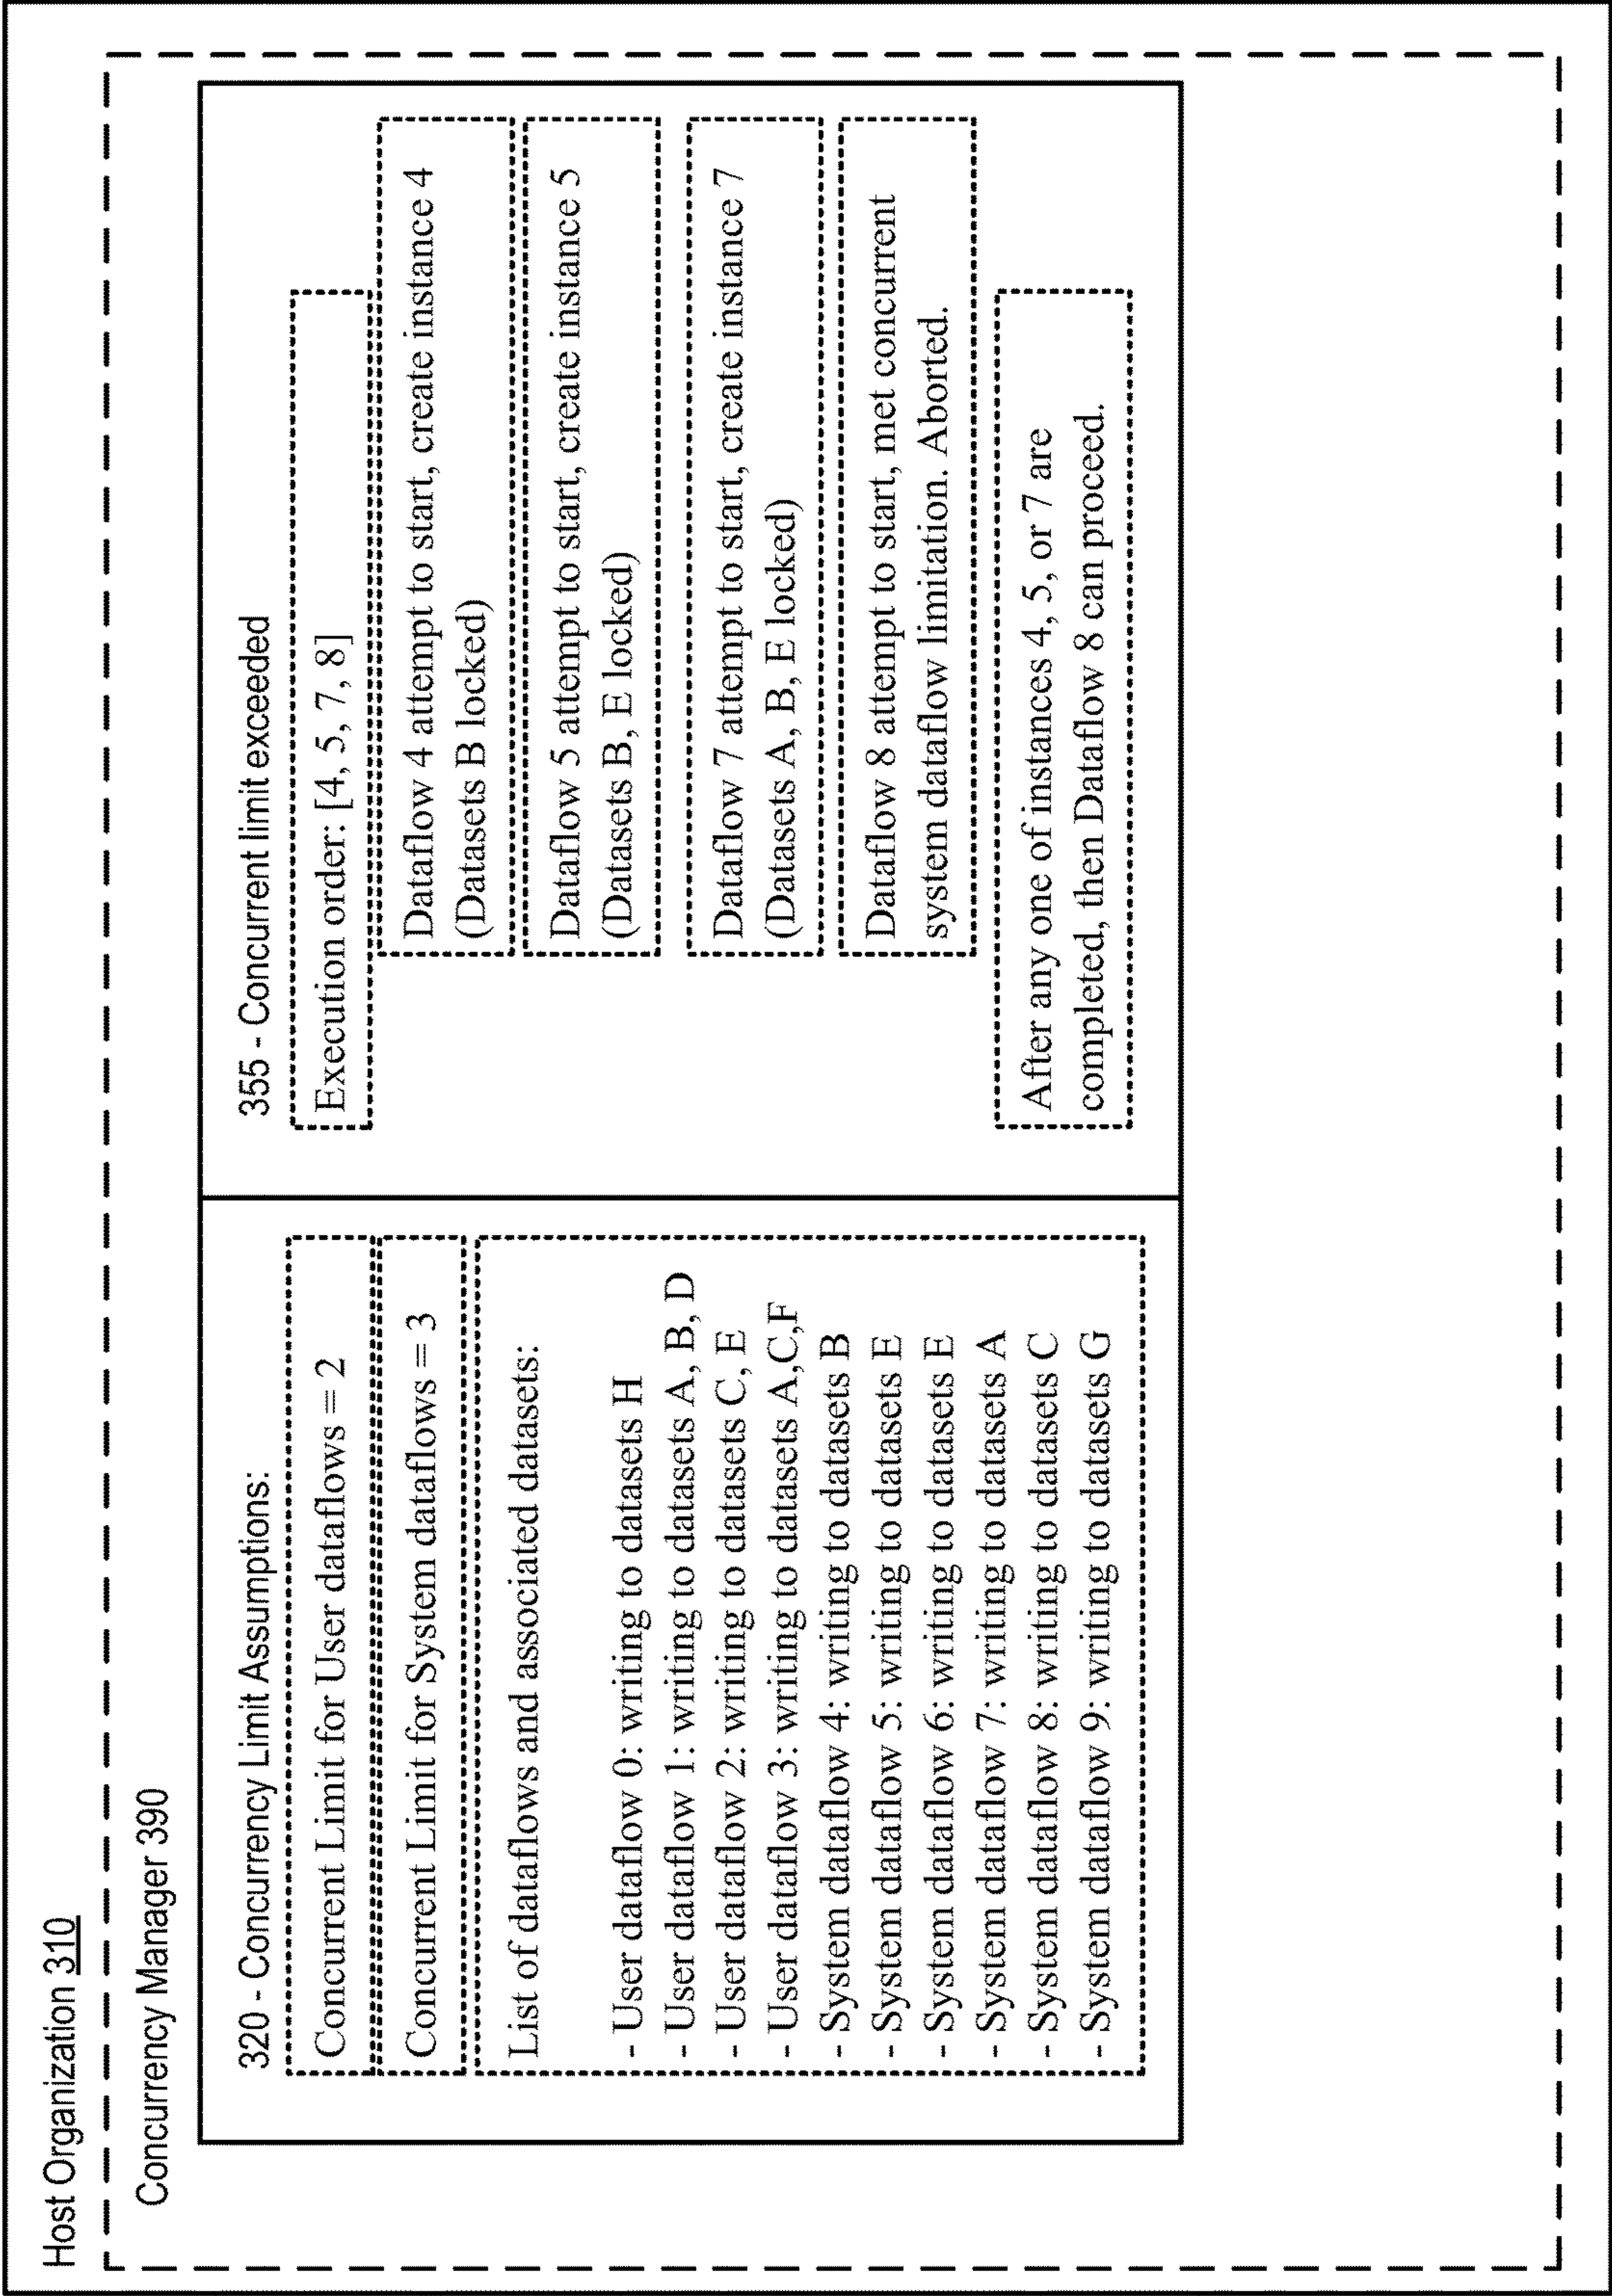 Host Organization 310
Concurrency Manager 390
320 - Concurrency Limit Assumptions:
Concurrent Limit for User dataflows = 2
Concurrent Limit for System dataflows = 3
List of dataflows and associated datasets:
- User dataflow 0: writing to datasets H
- User dataflow 1: writing to datasets A, B, D
- User dataflow 2: writing to datasets C, E
- User dataflow 3: writing to datasets A,C,F
- System dataflow 4: writing to datasets B
- System dataflow 5: writing to datasets E
- System dataflow 6: writing to datasets E
- System dataflow 7: writing to datasets A
- System dataflow 8: writing to datasets C
- System dataflow 9: writing to datasets G
355 - Concurrent limit exceeded
Execution order: [4, 5, 7, 8]
Dataflow 4 attempt to start, create instance 4
(Datasets B locked)
Dataflow 5 attempt to start, create instance 5
(Datasets B, E locked)
Dataflow 7 attempt to start, create instance 7
(Datasets A, B, E locked)
Dataflow 8 attempt to start, met concurrent
system dataflow limitation. Aborted.
After any one of instances 4, 5, or 7 are
completed, then Dataflow 8 can proceed.